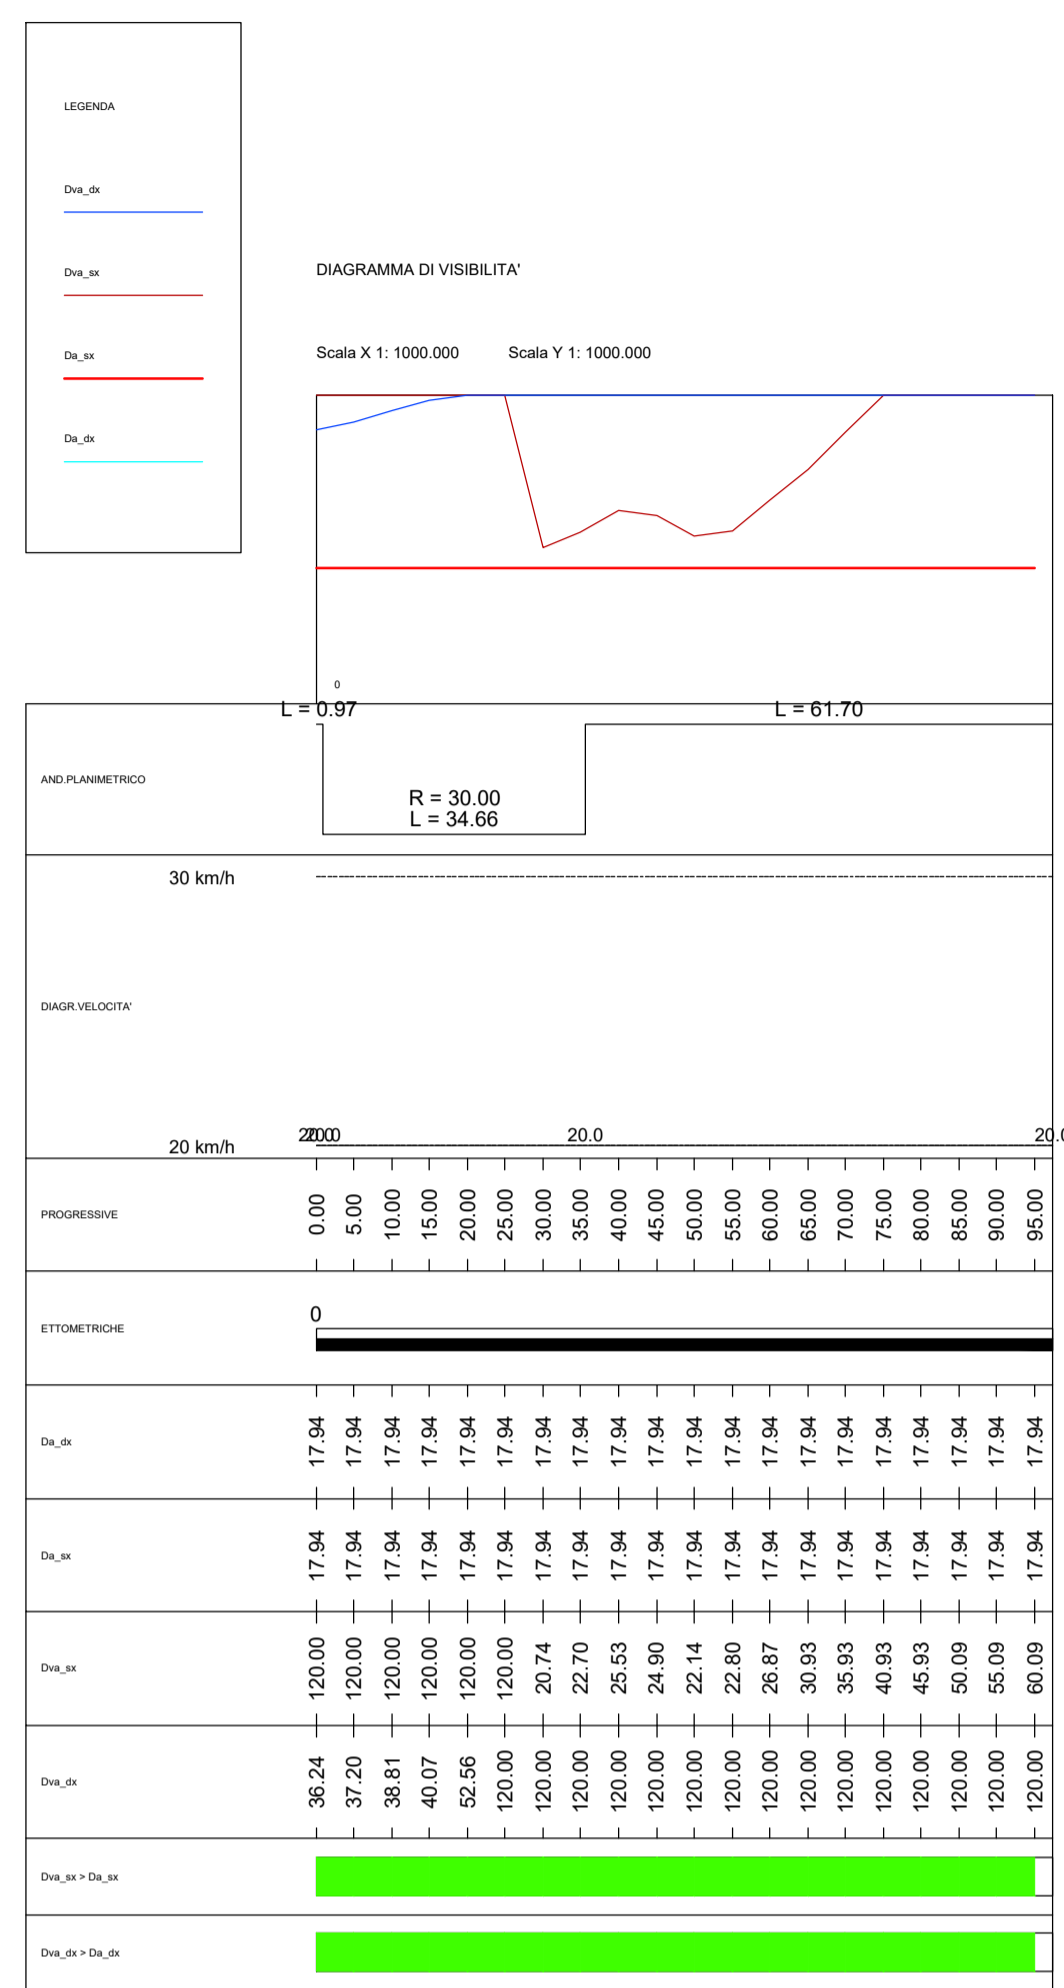 LEGENDA
Dva_dx
Dva_sx
Da_sx
Da_dx
DIAGRAMMA DI VISIBILITA'
Scala X 1: 1000.000 Scala Y 1: 1000.000
0
L = 0.97 L = 61.70
AND.PLANIMETRICO
R = 30.00
L = 34.66
30 km/h
DIAGR.VELOCITA'
20 km/h 20.0 20.0 20.0
PROGRESSIVE 0.00 5.00 10.00 15.00 20.00 25.00 30.00 35.00 40.00 45.00 50.00 55.00 60.00 65.00 70.00 75.00 80.00 85.00 90.00 95.00
0
ETTOMETRICHE
Da_dx 17.94 17.94 17.94 17.94 17.94 17.94 17.94 17.94 17.94 17.94 17.94 17.94 17.94 17.94 17.94 17.94 17.94 17.94 17.94 17.94
Da_sx 17.94 17.94 17.94 17.94 17.94 17.94 17.94 17.94 17.94 17.94 17.94 17.94 17.94 17.94 17.94 17.94 17.94 17.94 17.94 17.94
Dva_sx 120.00 120.00 120.00 120.00 120.00 120.00 20.74 22.70 25.53 24.90 22.14 22.80 26.87 30.93 35.93 40.93 45.93 50.09 55.09 60.09
Dva_dx 36.24 37.20 38.81 40.07 52.56 120.00 120.00 120.00 120.00 120.00 120.00 120.00 120.00 120.00 120.00 120.00 120.00 120.00 120.00 120.00
Dva_sx > Da_sx
Dva_dx > Da_dx